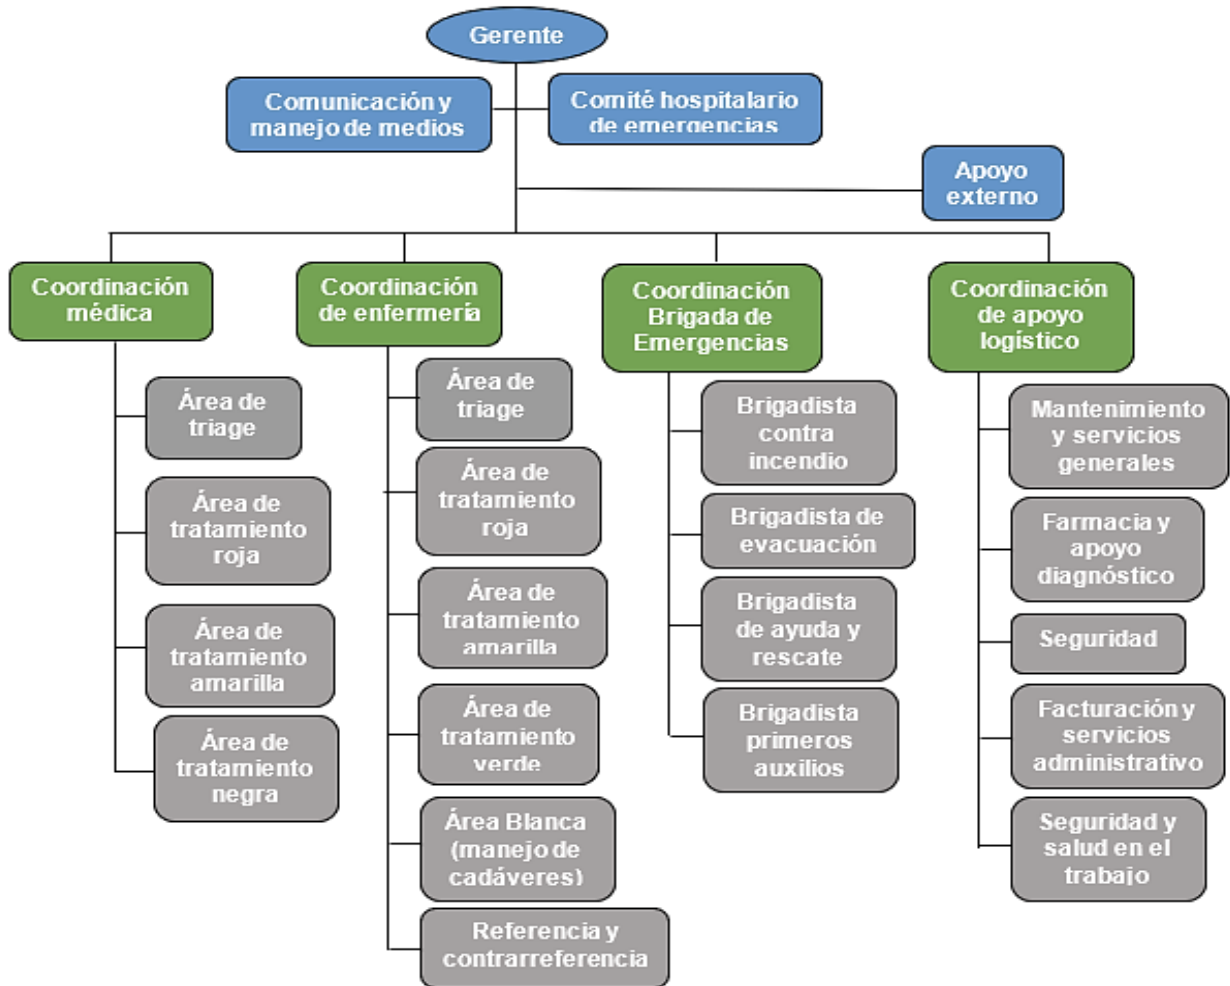 Gerente
Comunicación y
manejo de medios
Comité hospitalario
de emergencias
Apoyo
externo
Coordinación
médica
Área de
triage
Área de
tratamiento
roja
Área de
tratamiento
amarilla
Área de
tratamiento
negra
Coordinación
de enfermería
Área de
triage
Área de
tratamiento
roja
Área de
tratamiento
amarilla
Área de
tratamiento
verde
Área Blanca
(manejo de
cadáveres)
Referencia y
contrarreferencia
Coordinación
Brigada de
Emergencias
Brigadista
contra
incendio
Brigadista de
evacuación
Brigadista
de ayuda y
rescate
Brigadista
primeros
auxilios
Coordinación
de apoyo
logístico
Mantenimiento
y servicios
generales
Farmacia y
apoyo
diagnóstico
Seguridad
Facturación y
servicios
administrativo
Seguridad y
salud en el
trabajo